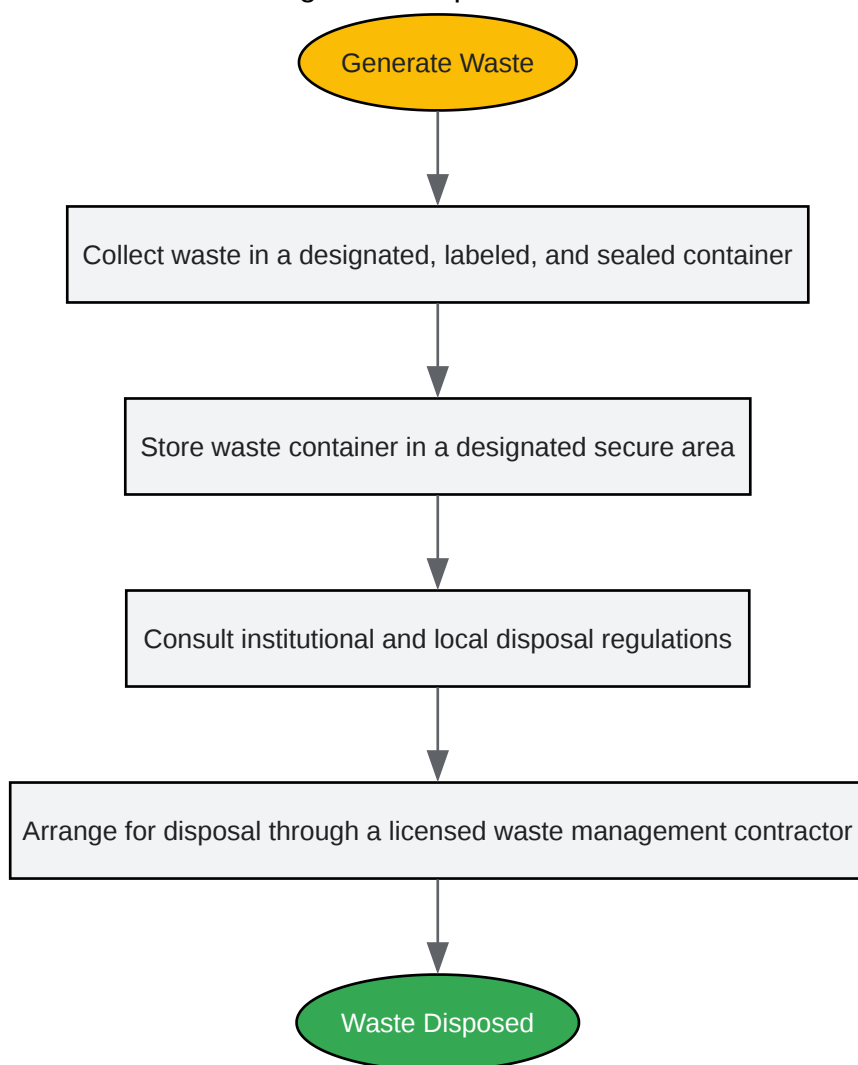 Generate Waste
Collect waste in a designated, labeled, and sealed container
Store waste container in a designated secure area
Consult institutional and local disposal regulations
Arrange for disposal through a licensed waste management contractor
Waste Disposed